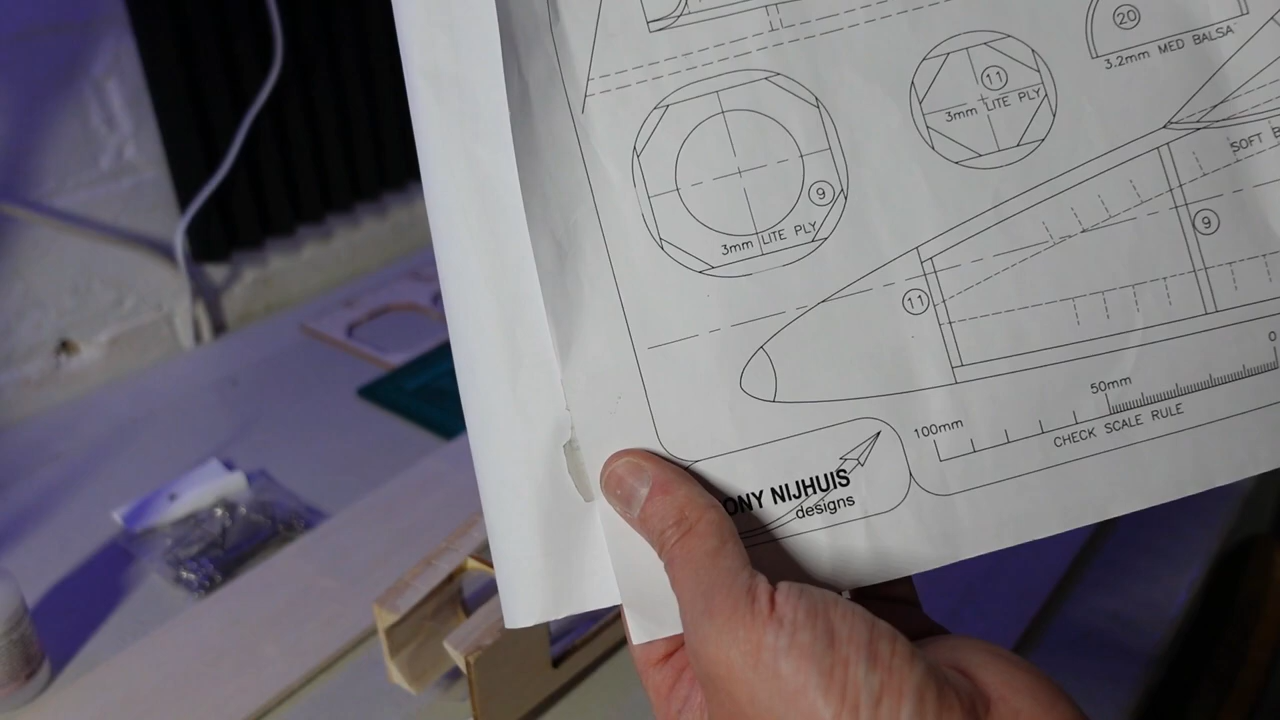 20
3.2mm MED BALSA
11
3mm LITE PLY
9
3mm LITE PLY
SOFT
9
11
0
50mm
100mm
CHECK SCALE RULE
ONY NIJHUIS
designs